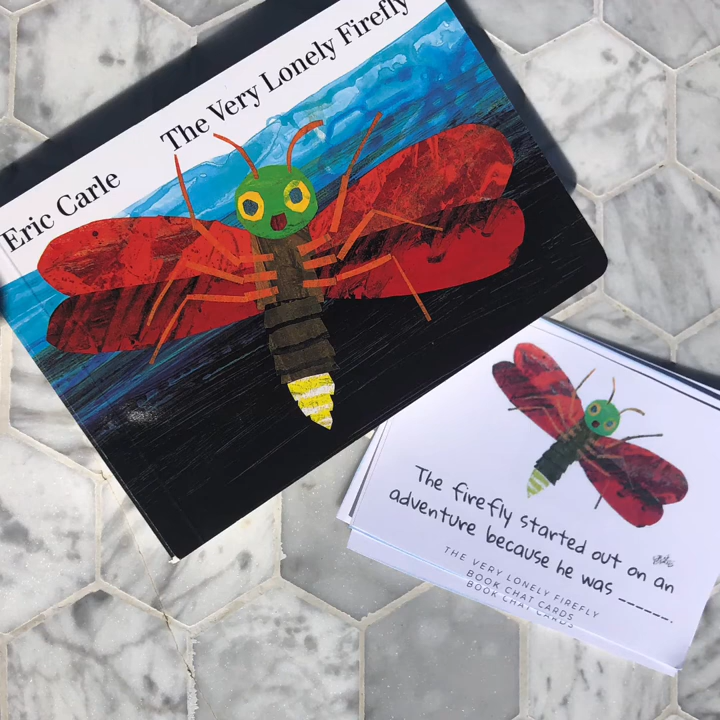 The Very Lonely Firefly
Eric Carle
The firefly started out on an
adventure because he was ______.
THE VERY LONELY FIREFLY
BOOK CHAT CARDS
BOOK CHAT CARDS